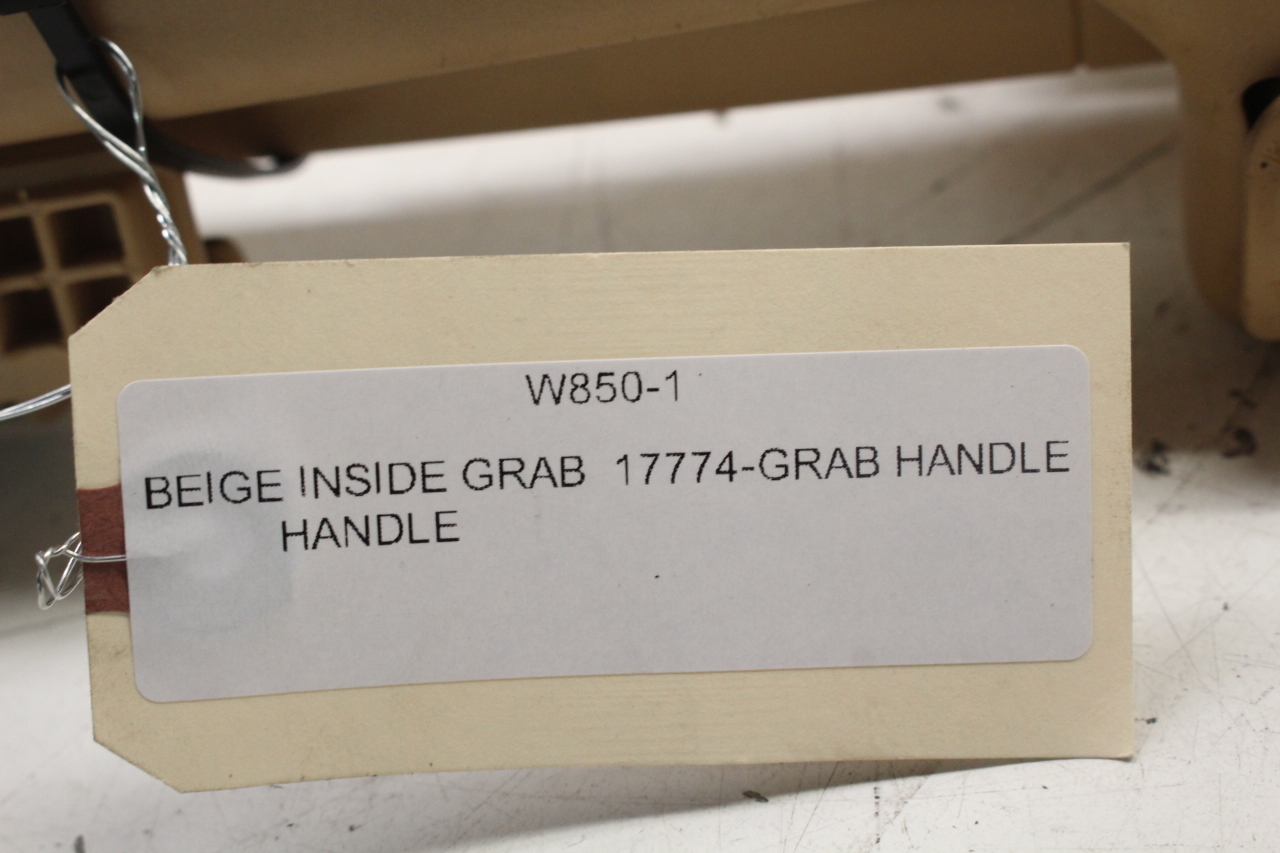 W850-1
BEIGE INSIDE GRAB 17774-GRAB HANDLE
HANDLE